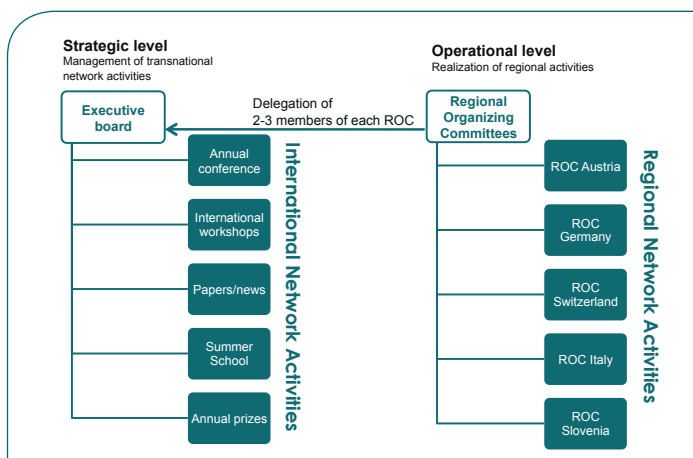 Strategic level
Management of transnational
network activities
Executive
board
Delegation of
2-3 members of each ROC
Annual
conference
International
workshops
Papers/news
Summer
School
Annual prizes
International Network Activities
Operational level
Realization of regional activities
Regional
Organizing
Committees
ROC Austria
ROC
Germany
ROC
Switzerland
ROC Italy
ROC
Slovenia
Regional Network Activities